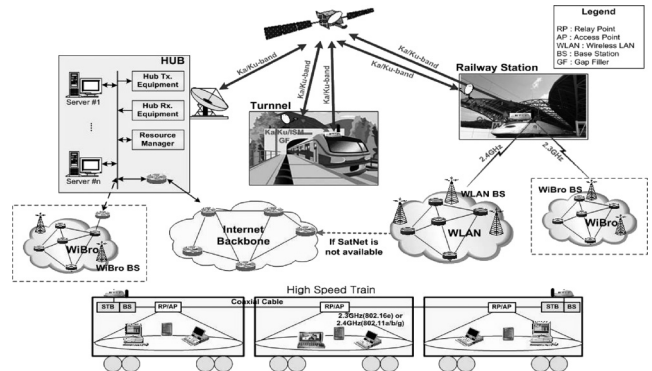 Legend
RP : Relay Point
AP : Access Point
WLAN : Wireless LAN
BS : Base Station
GF : Gap Filler
HUB
Server #1
Hub Tx.
Equipment
Hub Rx.
Equipment
Resource
Manager
Server #n
Ka/Ku-band
Ka/Ku-band
Ka/Ku-band
Ka/Ku-band
Turnnel
Ka/Ku/ISM
GF
Railway Station
2.4GHz
2.3GHz
WiBro
WiBro BS
Internet
Backbone
If SatNet is
not available
WLAN BS
WLAN
WiBro BS
WiBro
High Speed Train
Coaxial Cable
STB
BS
RP/AP
RP/AP
2.3GHz(802.16e) or
2.4GHz(802.11a/b/g)
RP/AP
STB
BS